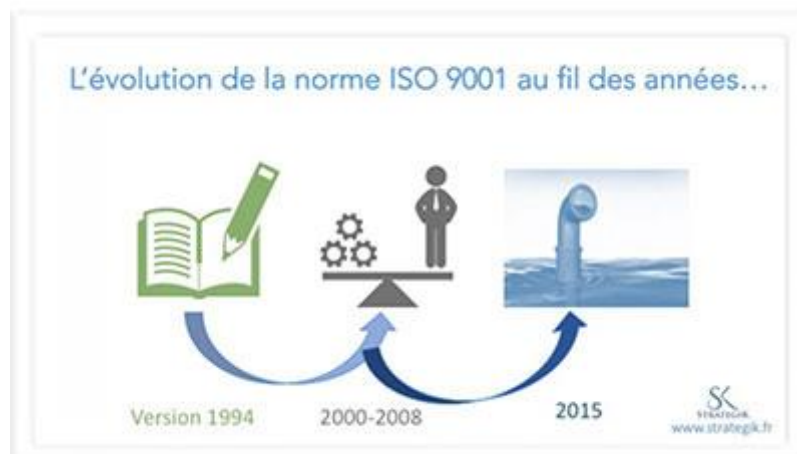 L'évolution de la norme ISO 9001 au fil des années...
Version 1994
2000-2008
2015
SK
STRATEGIK
www.strategik.fr